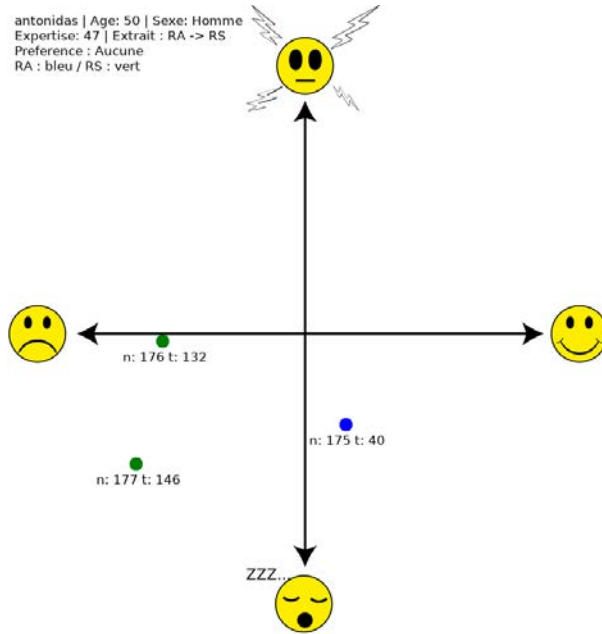 antonidas | Age: 50 | Sexe: Homme
Expertise: 47 | Extrait : RA -> RS
Preference : Aucune
RA : bleu / RS : vert
n: 176 t: 132
n: 175 t: 40
n: 177 t: 146
ZZZ...